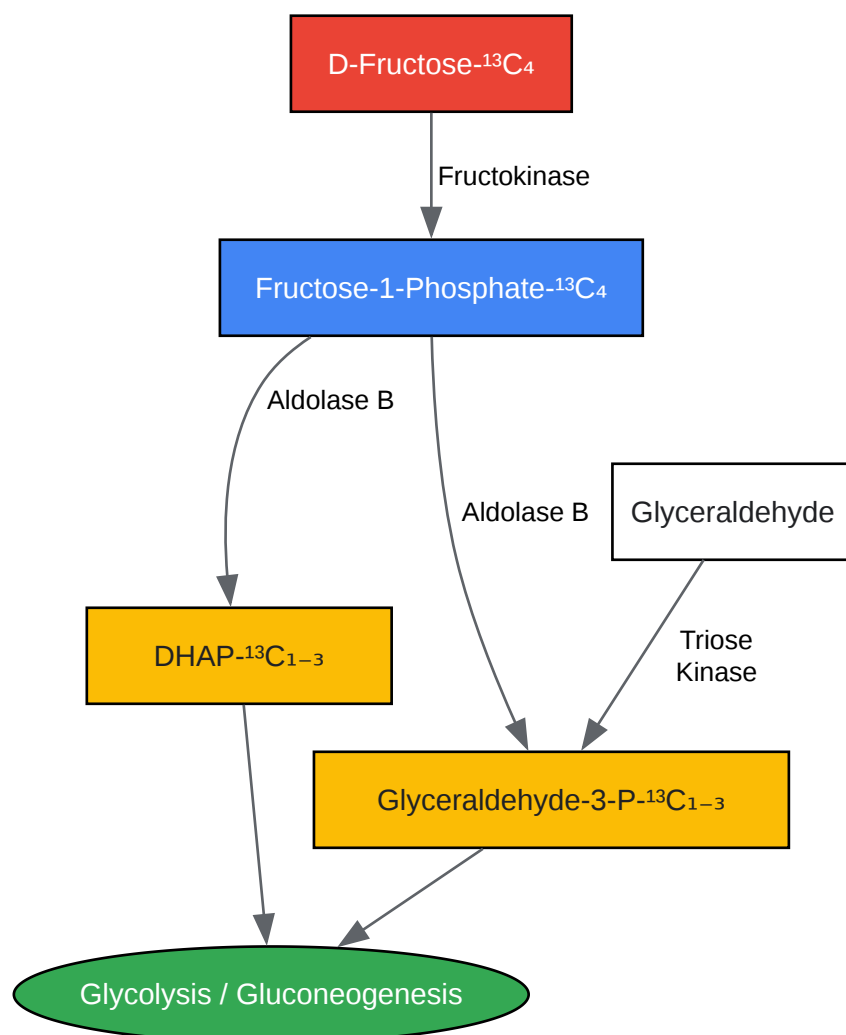 D-Fructose-¹³C₄
Fructokinase
Fructose-1-Phosphate-¹³C₄
Aldolase B
Aldolase B
Glyceraldehyde
Triose
Kinase
DHAP-¹³C₁₋₃
Glyceraldehyde-3-P-¹³C₁₋₃
Glycolysis / Gluconeogenesis